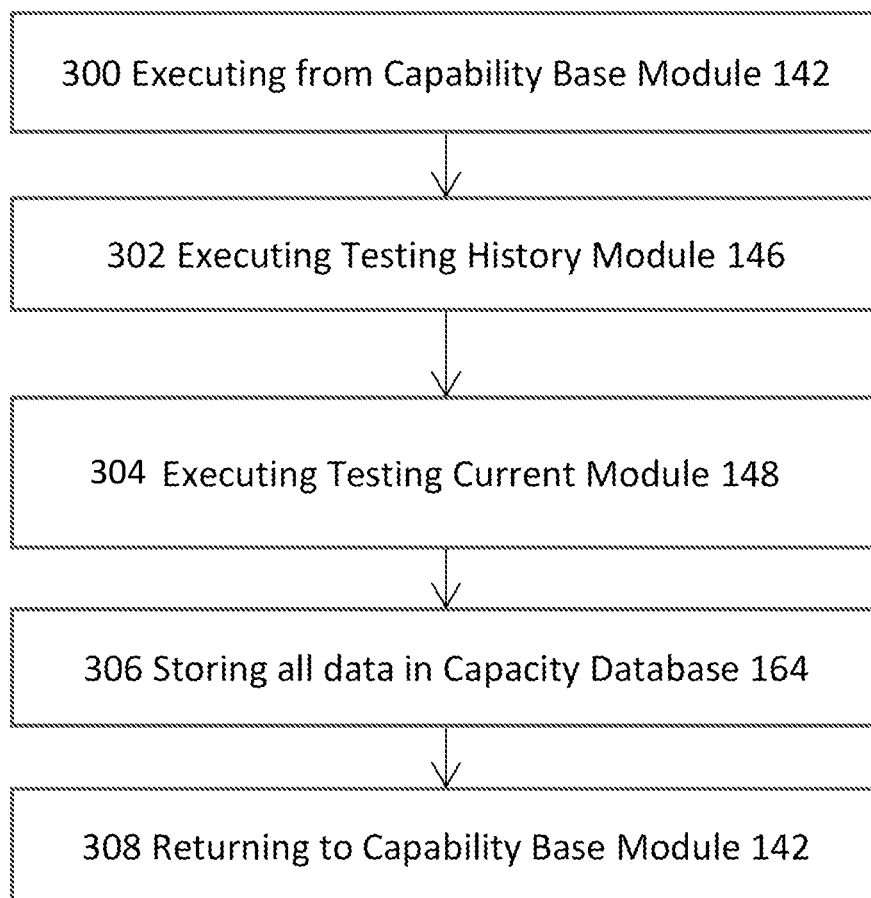 300 Executing from Capability Base Module 142
302 Executing Testing History Module 146
304 Executing Testing Current Module 148
306 Storing all data in Capacity Database 164
308 Returning to Capability Base Module 142